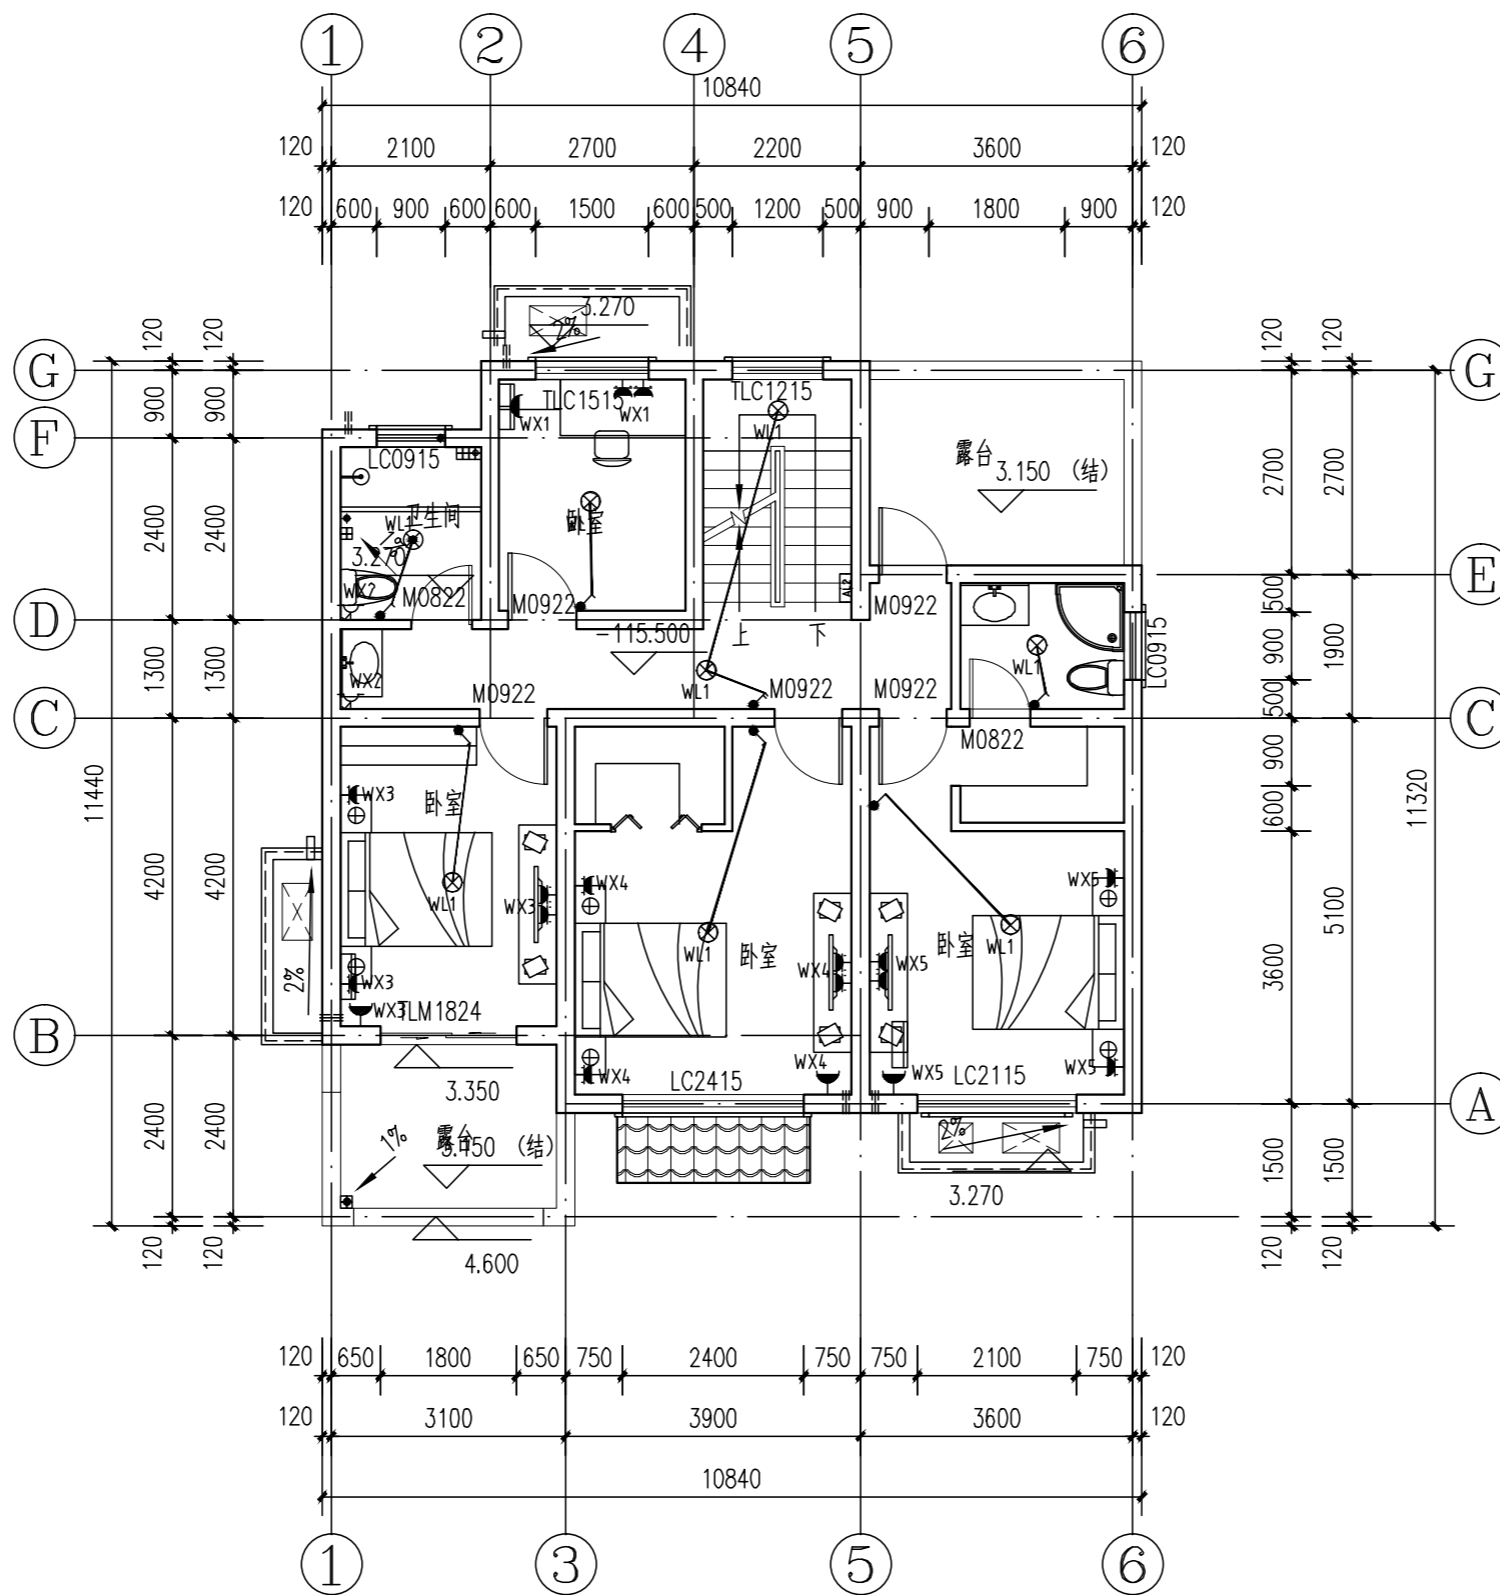 1 2 4 5 6
10840
120 2100 2700 2200 3600 120
120 600 900 600 600 1500 600 500 1200 500 900 1800 900 120
3.270
2%
120 120 120 120
G G
TLC1515 TLC1215
WX1 WX1 WL1
900 900
F
LC0915
露台
3.150 (结)
2700 2700
WL1 卫生间 卧室
2400 2400
3.270
WX2 M0822 M0922 AL2 M0922
E
500
D
-115.500 上 下
WL1
900 1900
LC0915
1300 1300
WX2 M0922 WL1 M0922 M0922
500
C C
M0822
900
11440 11320
WX3 卧室
600
4200 4200
WL1 WX3 WX4 WX5
5100
卧室 WL1 卧室 WL1
WX4 WX5
3600
2%
WX3
WX3 TLM1824
B
WX4 WX4 WX5 WX5
3.350 LC2415 LC2115
A
2400 2400
1% 露台 2%
3.150 (结)
1500 1500
3.270
120 120 120 120
4.600
120 650 1800 650 750 2400 750 750 2100 750 120
120 3100 3900 3600 120
10840
1 3 5 6